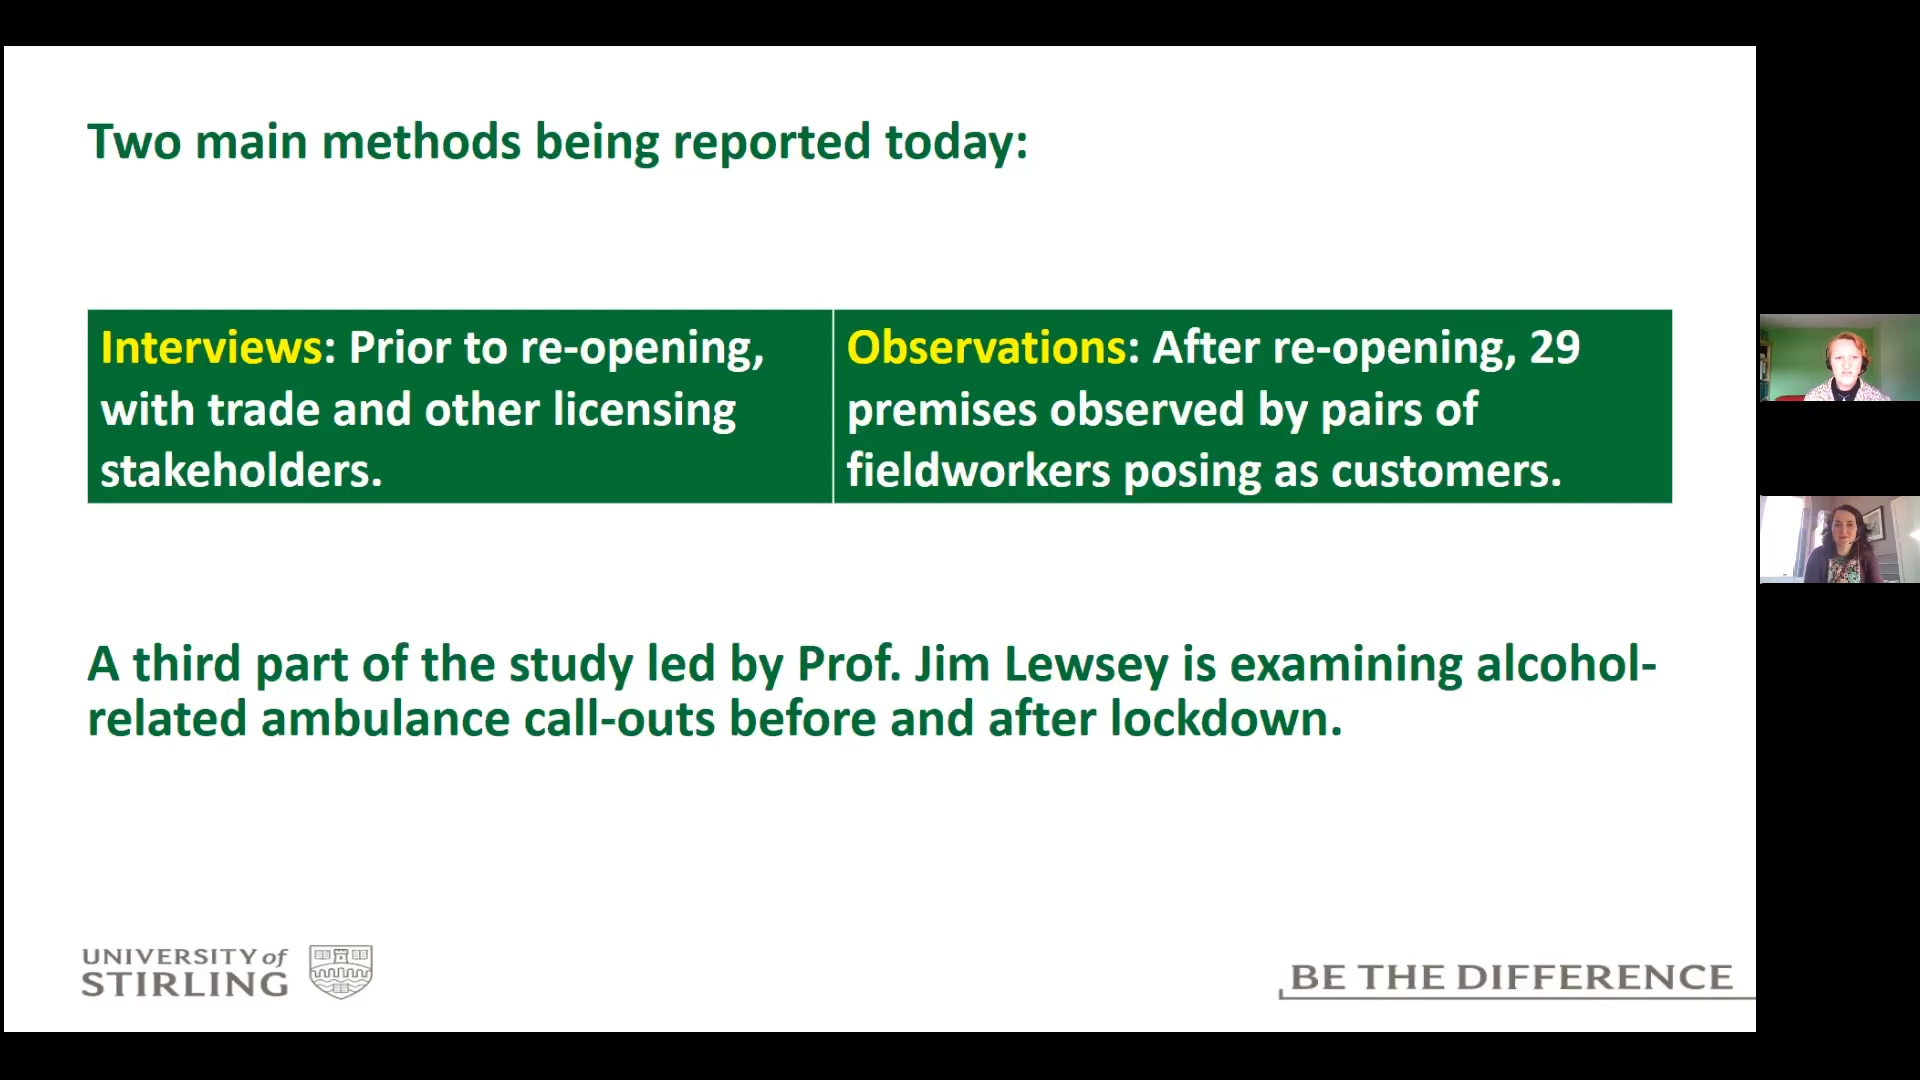 Two main methods being reported today:
Interviews: Prior to re-opening,
with trade and other licensing
stakeholders.
Observations: After re-opening, 29
premises observed by pairs of
fieldworkers posing as customers.
A third part of the study led by Prof. Jim Lewsey is examining alcohol-
related ambulance call-outs before and after lockdown.
UNIVERSITY of
STIRLING
BE THE DIFFERENCE